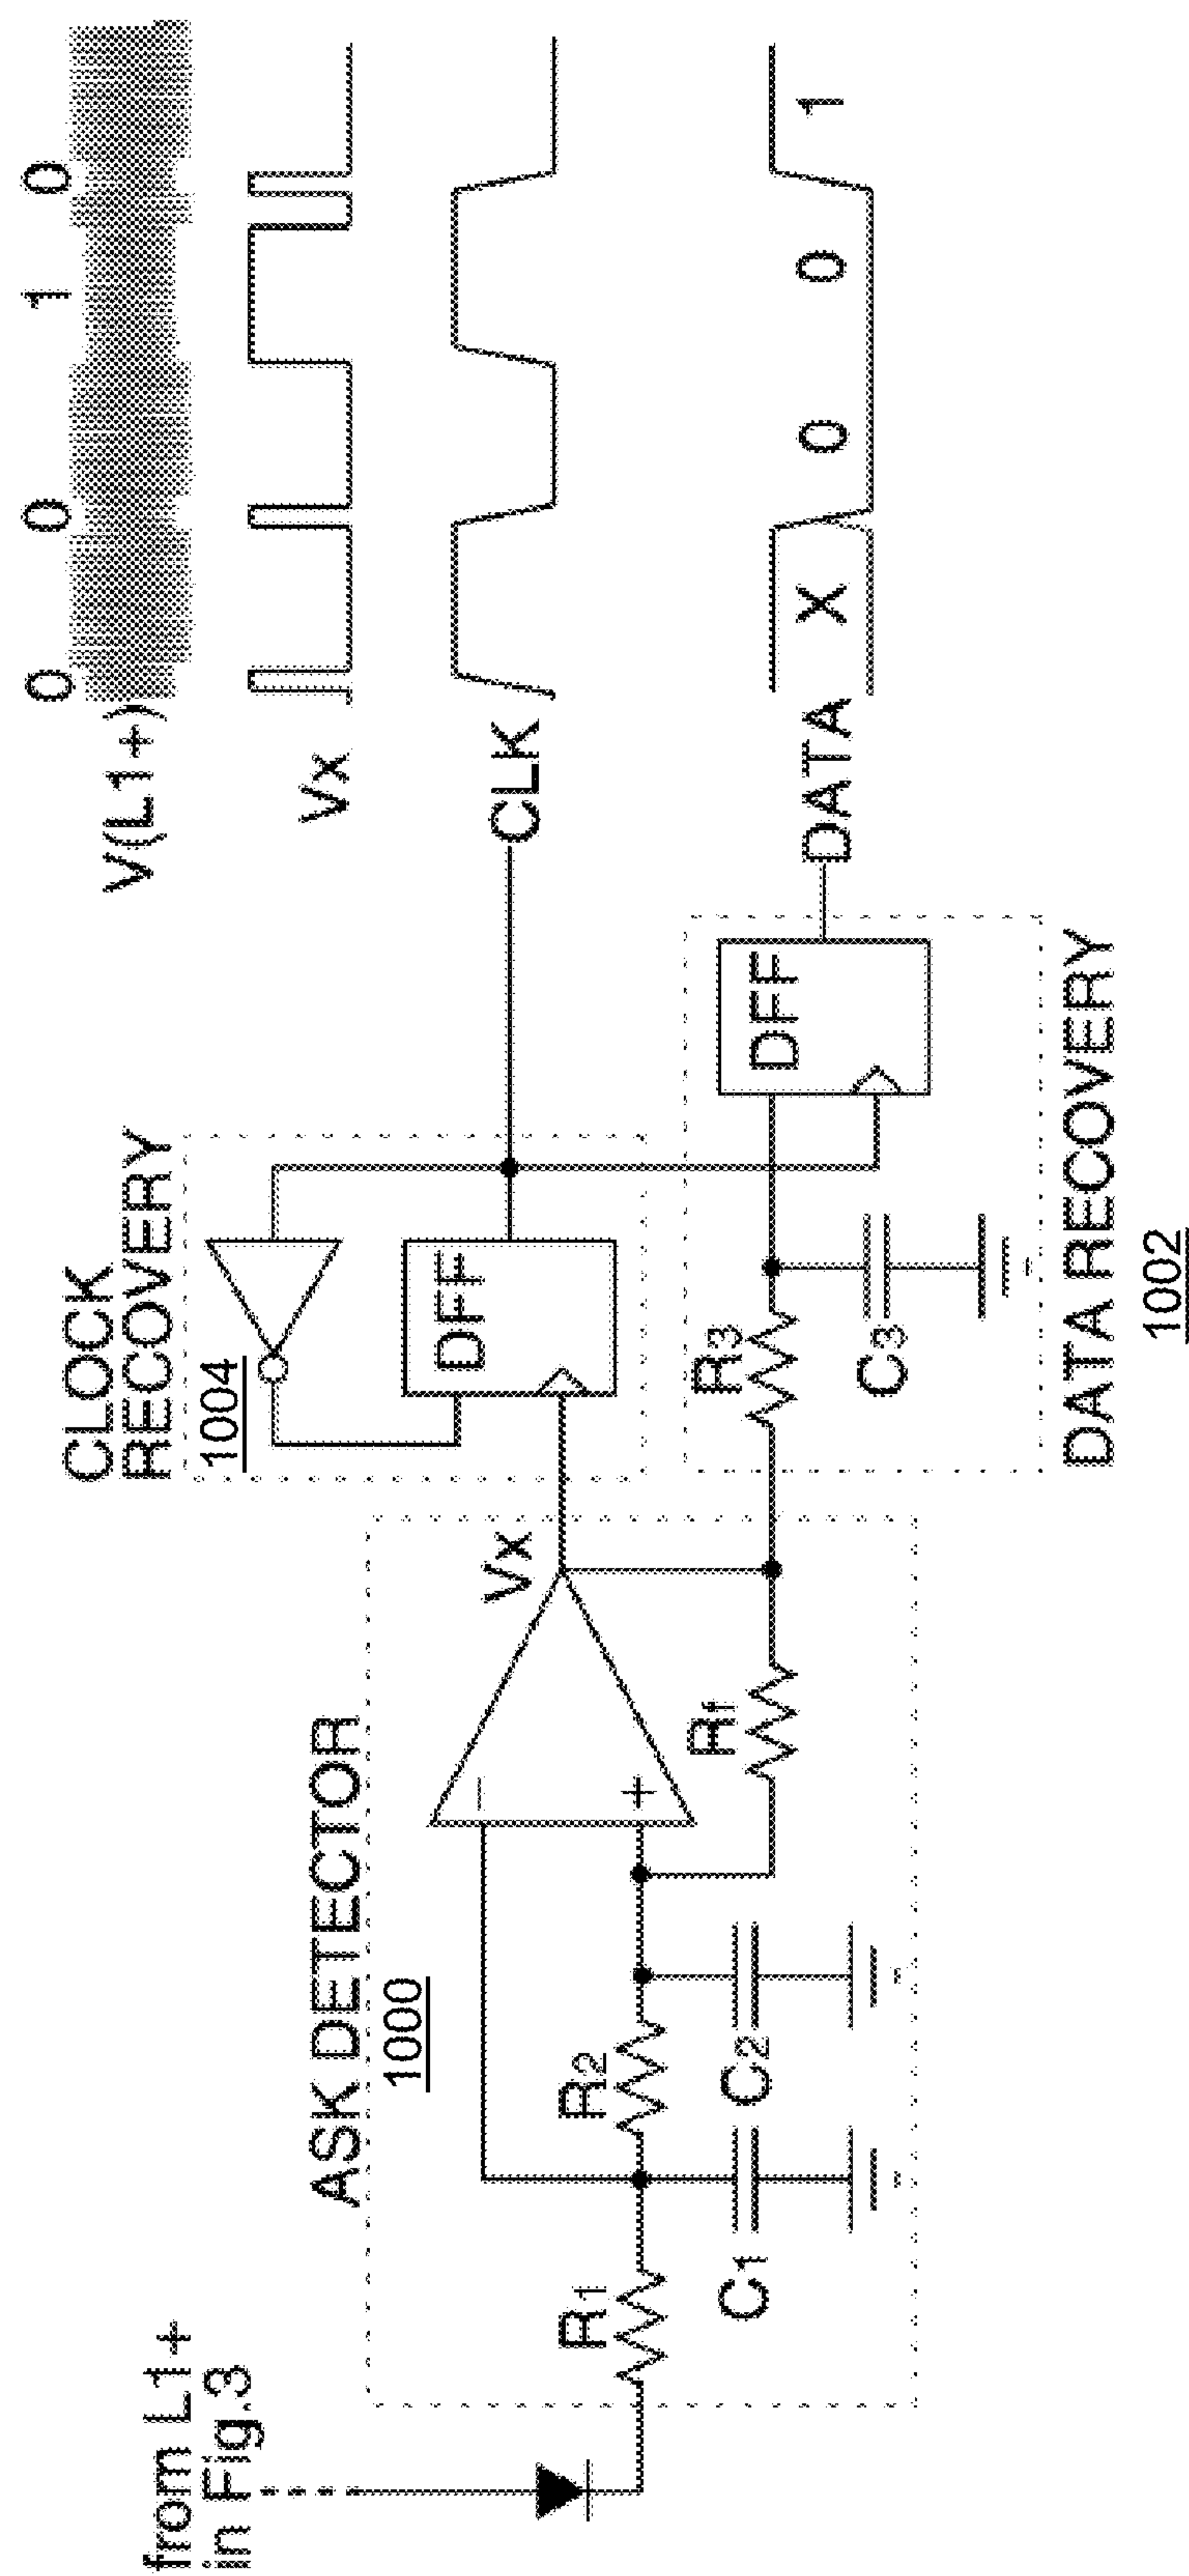 from L1+
in Fig.3
ASK DETECTOR
1000
R1
C1
R2
C2
-
+
Rf
Vx
CLOCK
RECOVERY
1004
DFF
R3
C3
DFF
DATA RECOVERY
1002
V(L1+)
0 0 1 0
Vx
CLK
DATA
X 0 0 1